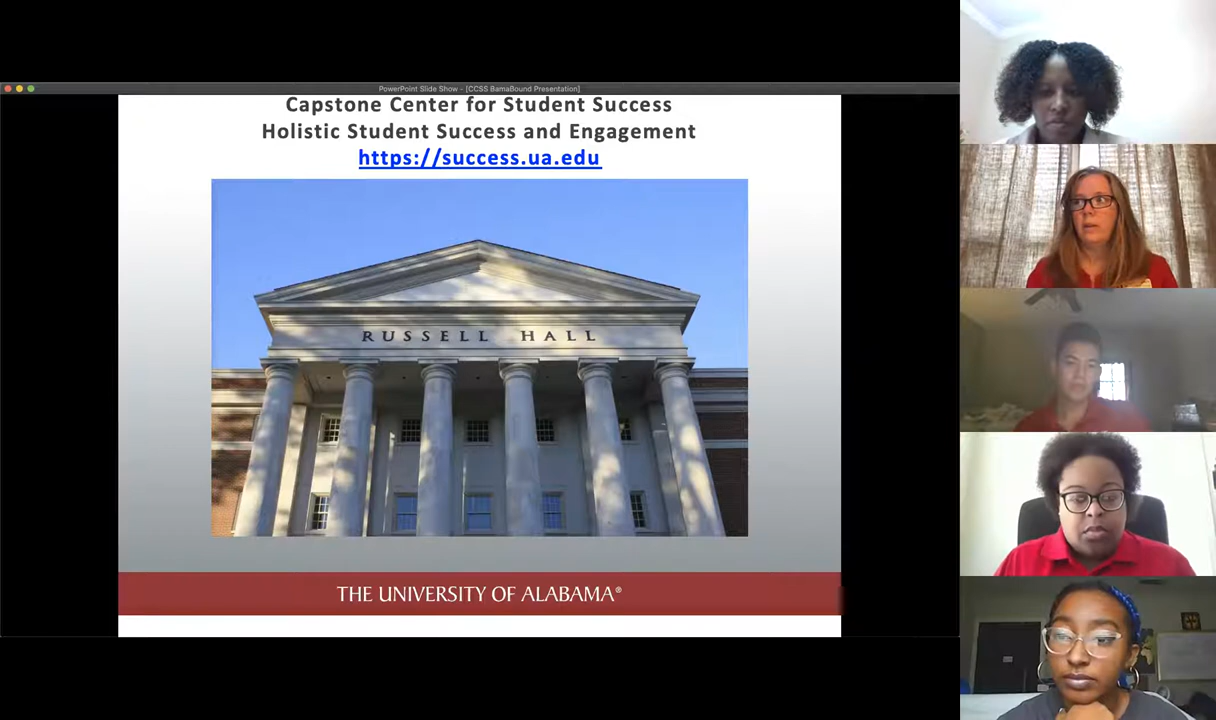 PowerPoint Slide Show - [CCSS BamaBound Presentation]
Capstone Center for Student Success
Holistic Student Success and Engagement
https://success.ua.edu
RUSSELL HALL
THE UNIVERSITY OF ALABAMA®